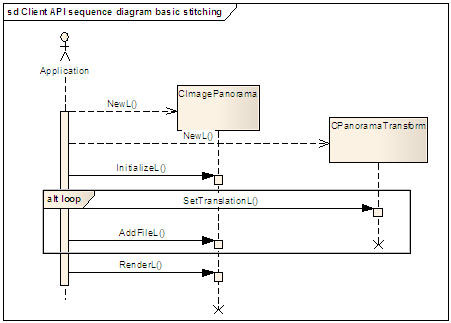 sd Client API sequence diagram basic stitching
Application
NewL()
CImagePanorama
NewL()
CPanoramaTransform
InitializeL()
alt loop
SetTranslationL()
AddFileL()
RenderL()